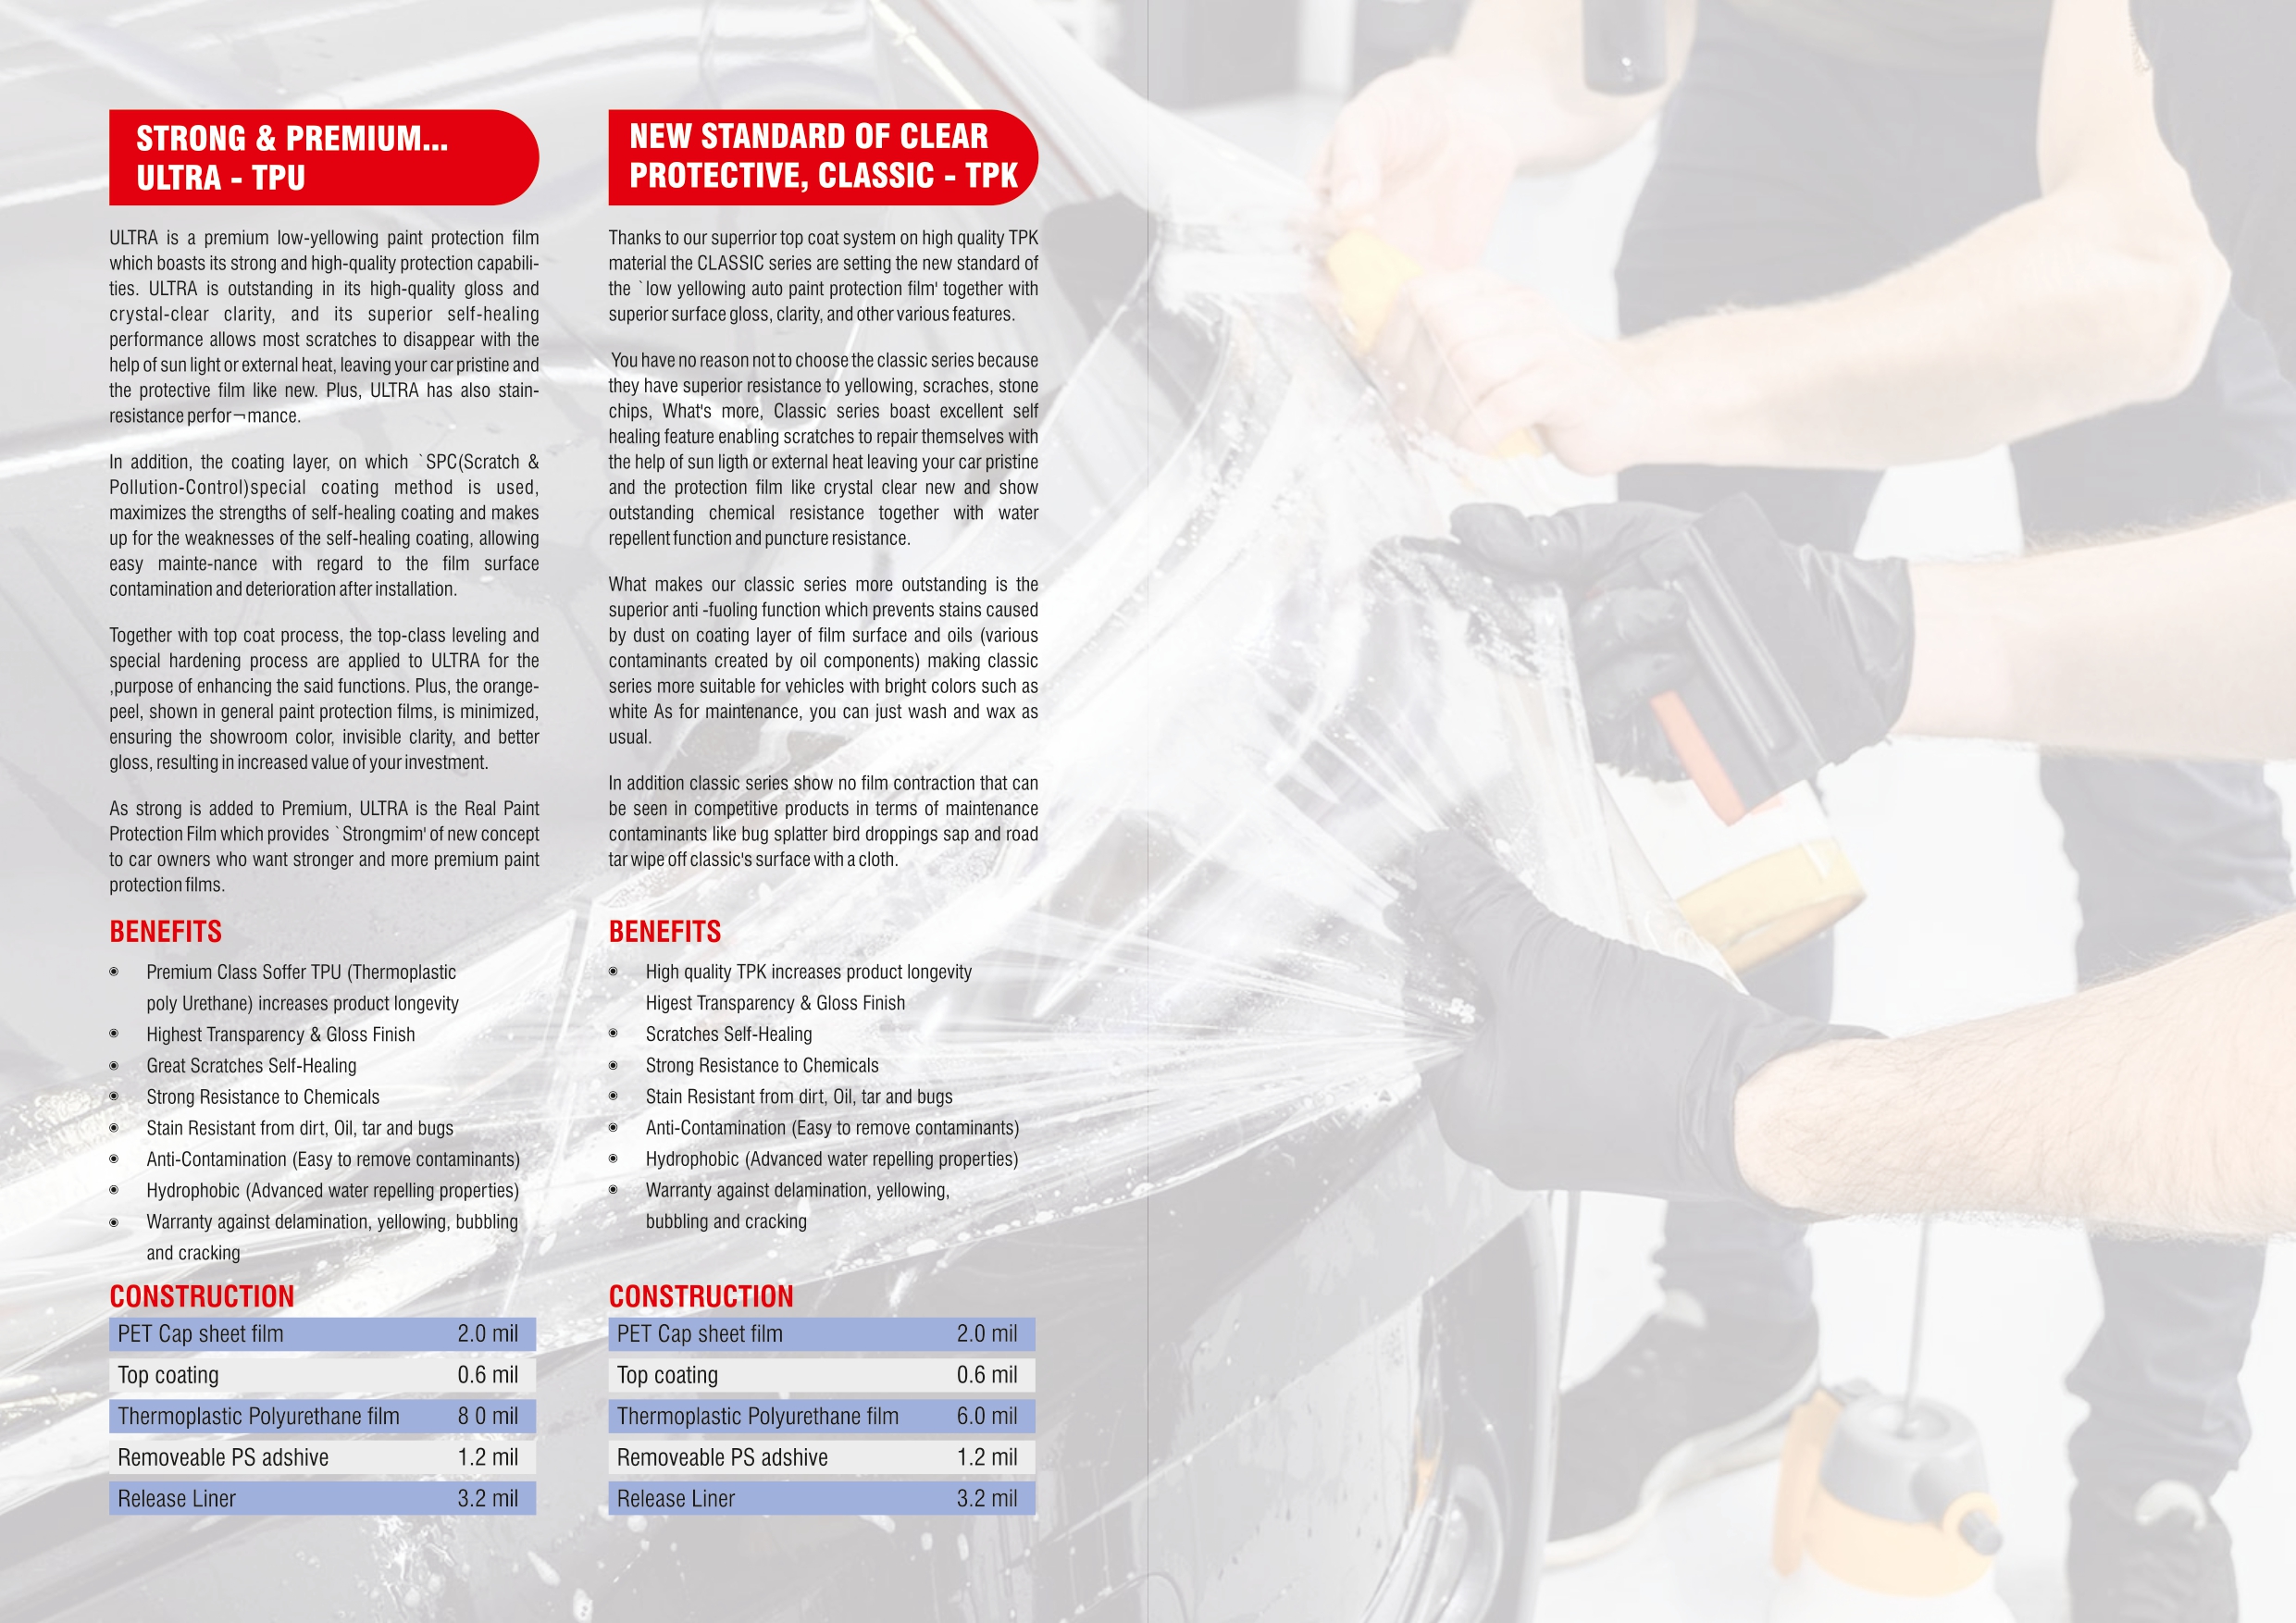 STRONG & PREMIUM...
ULTRA - TPU
ULTRA is a premium low-yellowing paint protection film
which boasts its strong and high-quality protection capabili-
ties. ULTRA is outstanding in its high-quality gloss and
crystal-clear clarity, and its superior self-healing
performance allows most scratches to disappear with the
help of sun light or external heat, leaving your car pristine and
the protective film like new. Plus, ULTRA has also stain-
resistance perfor¬mance.
In addition, the coating layer, on which `SPC(Scratch &
Pollution-Control)special coating method is used,
maximizes the strengths of self-healing coating and makes
up for the weaknesses of the self-healing coating, allowing
easy mainte-nance with regard to the film surface
contamination and deterioration after installation.
Together with top coat process, the top-class leveling and
special hardening process are applied to ULTRA for the
,purpose of enhancing the said functions. Plus, the orange-
peel, shown in general paint protection films, is minimized,
ensuring the showroom color, invisible clarity, and better
gloss, resulting in increased value of your investment.
As strong is added to Premium, ULTRA is the Real Paint
Protection Film which provides `Strongmim' of new concept
to car owners who want stronger and more premium paint
protection films.
BENEFITS
◉ Premium Class Soffer TPU (Thermoplastic
poly Urethane) increases product longevity
◉ Highest Transparency & Gloss Finish
◉ Great Scratches Self-Healing
◉ Strong Resistance to Chemicals
◉ Stain Resistant from dirt, Oil, tar and bugs
◉ Anti-Contamination (Easy to remove contaminants)
◉ Hydrophobic (Advanced water repelling properties)
◉ Warranty against delamination, yellowing, bubbling
and cracking
CONSTRUCTION
PET Cap sheet film 2.0 mil
Top coating 0.6 mil
Thermoplastic Polyurethane film 8 0 mil
Removeable PS adshive 1.2 mil
Release Liner 3.2 mil
NEW STANDARD OF CLEAR
PROTECTIVE, CLASSIC - TPK
Thanks to our superrior top coat system on high quality TPK
material the CLASSIC series are setting the new standard of
the `low yellowing auto paint protection film' together with
superior surface gloss, clarity, and other various features.
You have no reason not to choose the classic series because
they have superior resistance to yellowing, scraches, stone
chips, What's more, Classic series boast excellent self
healing feature enabling scratches to repair themselves with
the help of sun ligth or external heat leaving your car pristine
and the protection film like crystal clear new and show
outstanding chemical resistance together with water
repellent function and puncture resistance.
What makes our classic series more outstanding is the
superior anti -fuoling function which prevents stains caused
by dust on coating layer of film surface and oils (various
contaminants created by oil components) making classic
series more suitable for vehicles with bright colors such as
white As for maintenance, you can just wash and wax as
usual.
In addition classic series show no film contraction that can
be seen in competitive products in terms of maintenance
contaminants like bug splatter bird droppings sap and road
tar wipe off classic's surface with a cloth.
BENEFITS
◉ High quality TPK increases product longevity
Higest Transparency & Gloss Finish
◉ Scratches Self-Healing
◉ Strong Resistance to Chemicals
◉ Stain Resistant from dirt, Oil, tar and bugs
◉ Anti-Contamination (Easy to remove contaminants)
◉ Hydrophobic (Advanced water repelling properties)
◉ Warranty against delamination, yellowing,
bubbling and cracking
CONSTRUCTION
PET Cap sheet film 2.0 mil
Top coating 0.6 mil
Thermoplastic Polyurethane film 6.0 mil
Removeable PS adshive 1.2 mil
Release Liner 3.2 mil